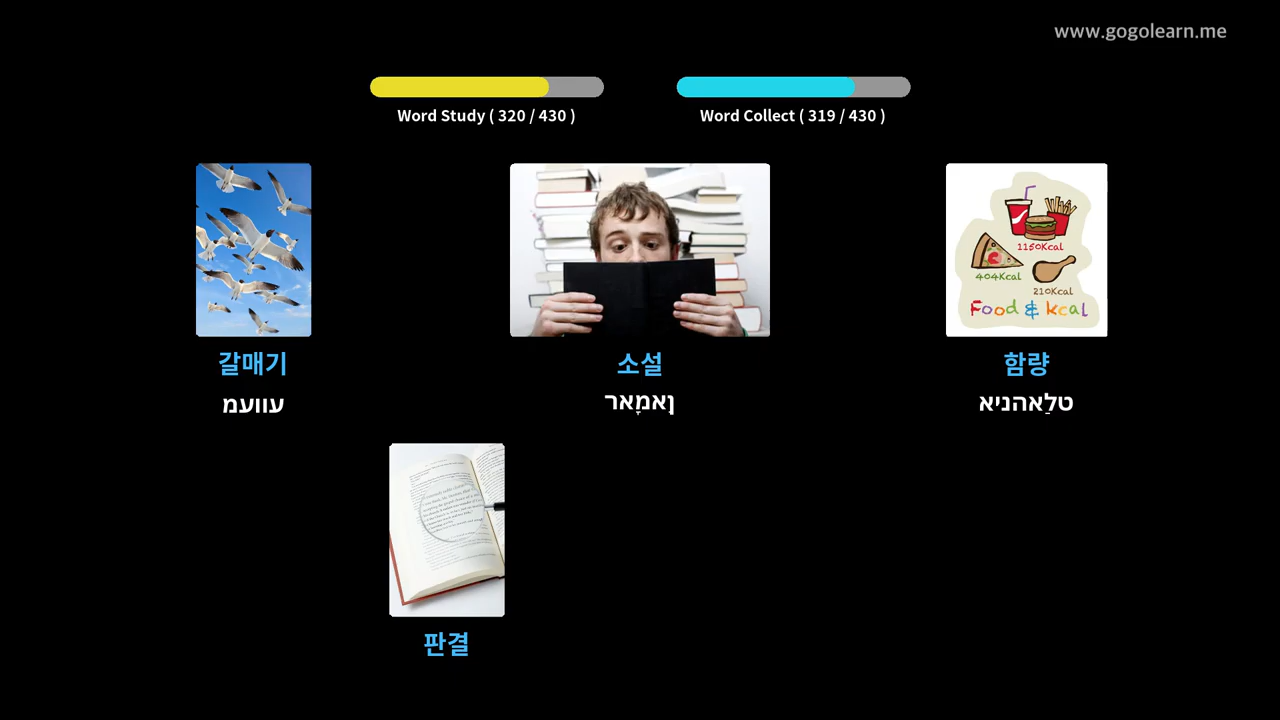 www.gogolearn.me
Word Study ( 320 / 430 )
Word Collect ( 319 / 430 )
1150Kcal
404Kcal
210Kcal
Food & kcal
갈매기
소설
함량
עוועמ
ןַאמָאר
טלַאהניא
판결